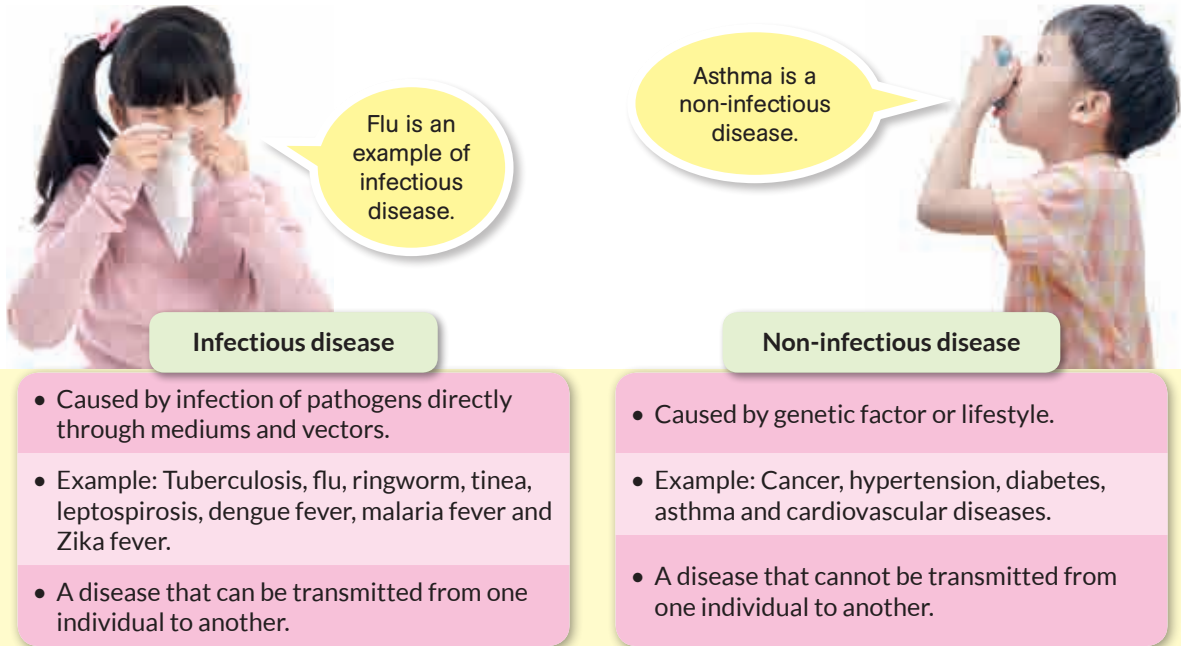 Flu is an
example of
infectious
disease.
Asthma is a
non-infectious
disease.
Infectious disease
• Caused by infection of pathogens directly
through mediums and vectors.
• Example: Tuberculosis, flu, ringworm, tinea,
leptospirosis, dengue fever, malaria fever and
Zika fever.
• A disease that can be transmitted from one
individual to another.
Non-infectious disease
• Caused by genetic factor or lifestyle.
• Example: Cancer, hypertension, diabetes,
asthma and cardiovascular diseases.
• A disease that cannot be transmitted from
one individual to another.